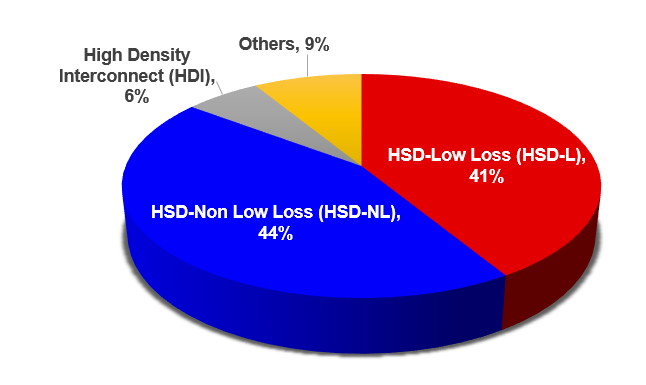 Others, 9%
High Density
Interconnect (HDI),
6%
HSD-Low Loss (HSD-L),
41%
HSD-Non Low Loss (HSD-NL),
44%